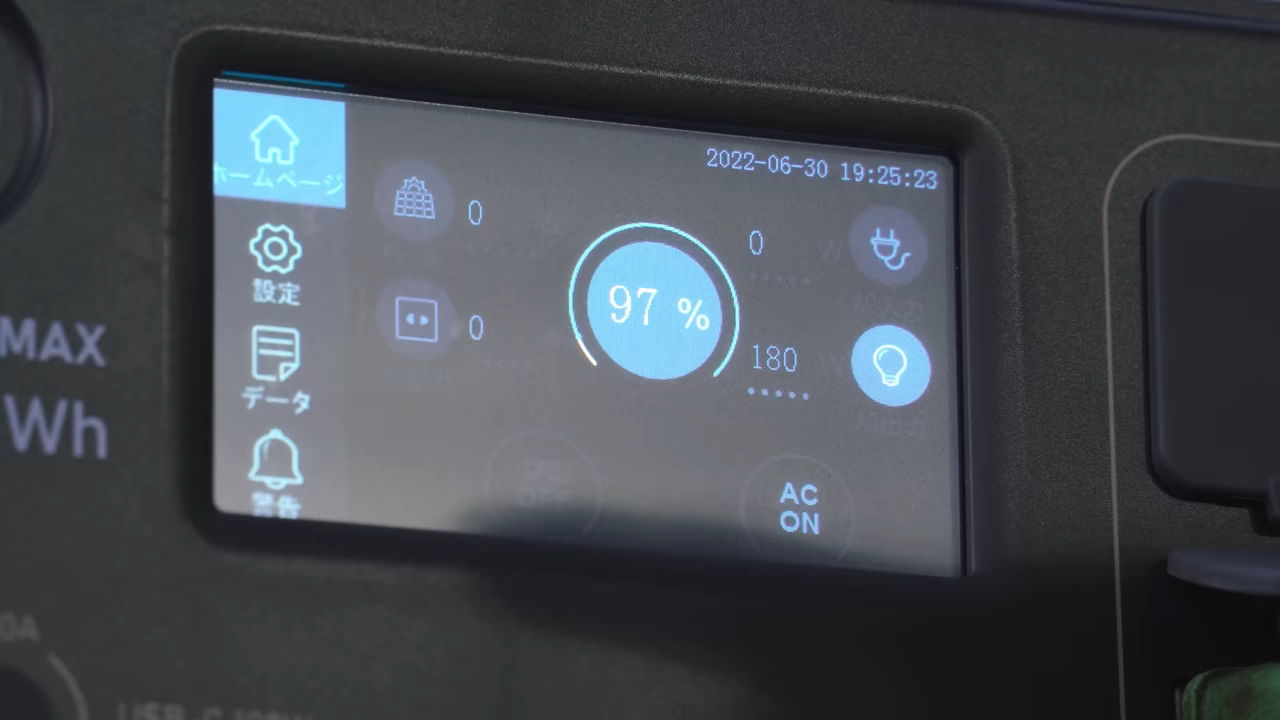 MAX
Wh
ホームページ
設定
データ
警告
2022-06-30 19:25:23
0
0
97 %
0
180
AC
ON